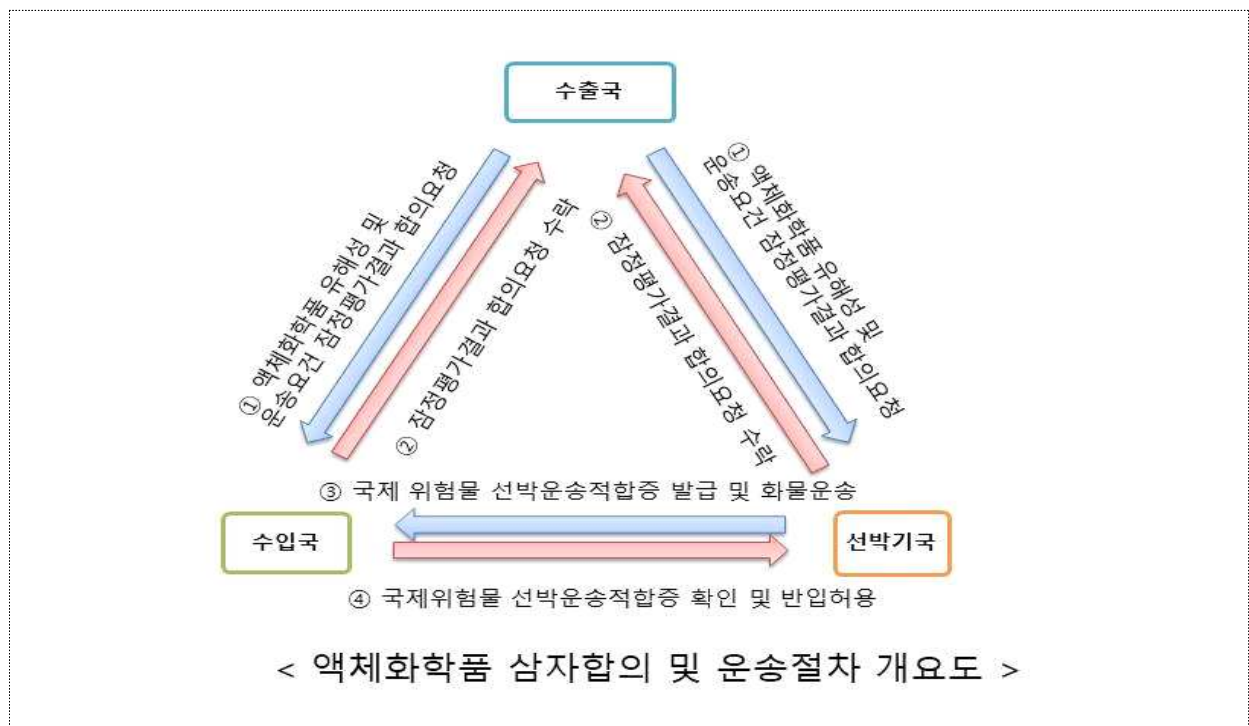 수출국
① 액체화학품 유해성 및
운송요건 잠정평가결과 합의요청
② 잠정평가결과 합의요청 수락
② 잠정평가결과 합의요청 수락
① 액체화학품 유해성 및
운송요건 잠정평가결과 합의요청
③ 국제 위험물 선박운송적합증 발급 및 화물운송
수입국
선박기국
④ 국제위험물 선박운송적합증 확인 및 반입허용
< 액체화학품 삼자합의 및 운송절차 개요도 >